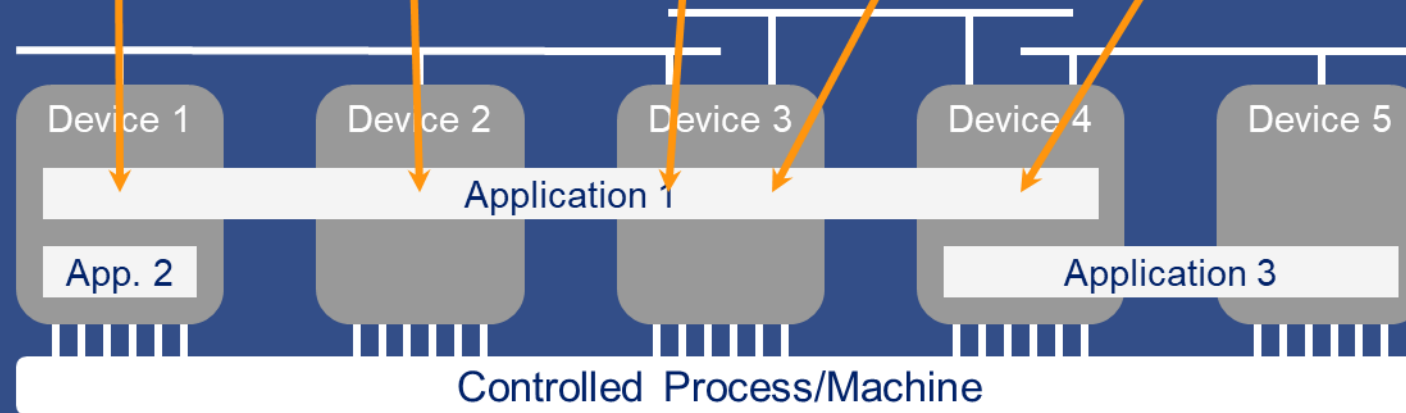 Device 1
Device 2
Device 3
Device 4
Device 5
Application 1
App. 2
Application 3
Controlled Process/Machine